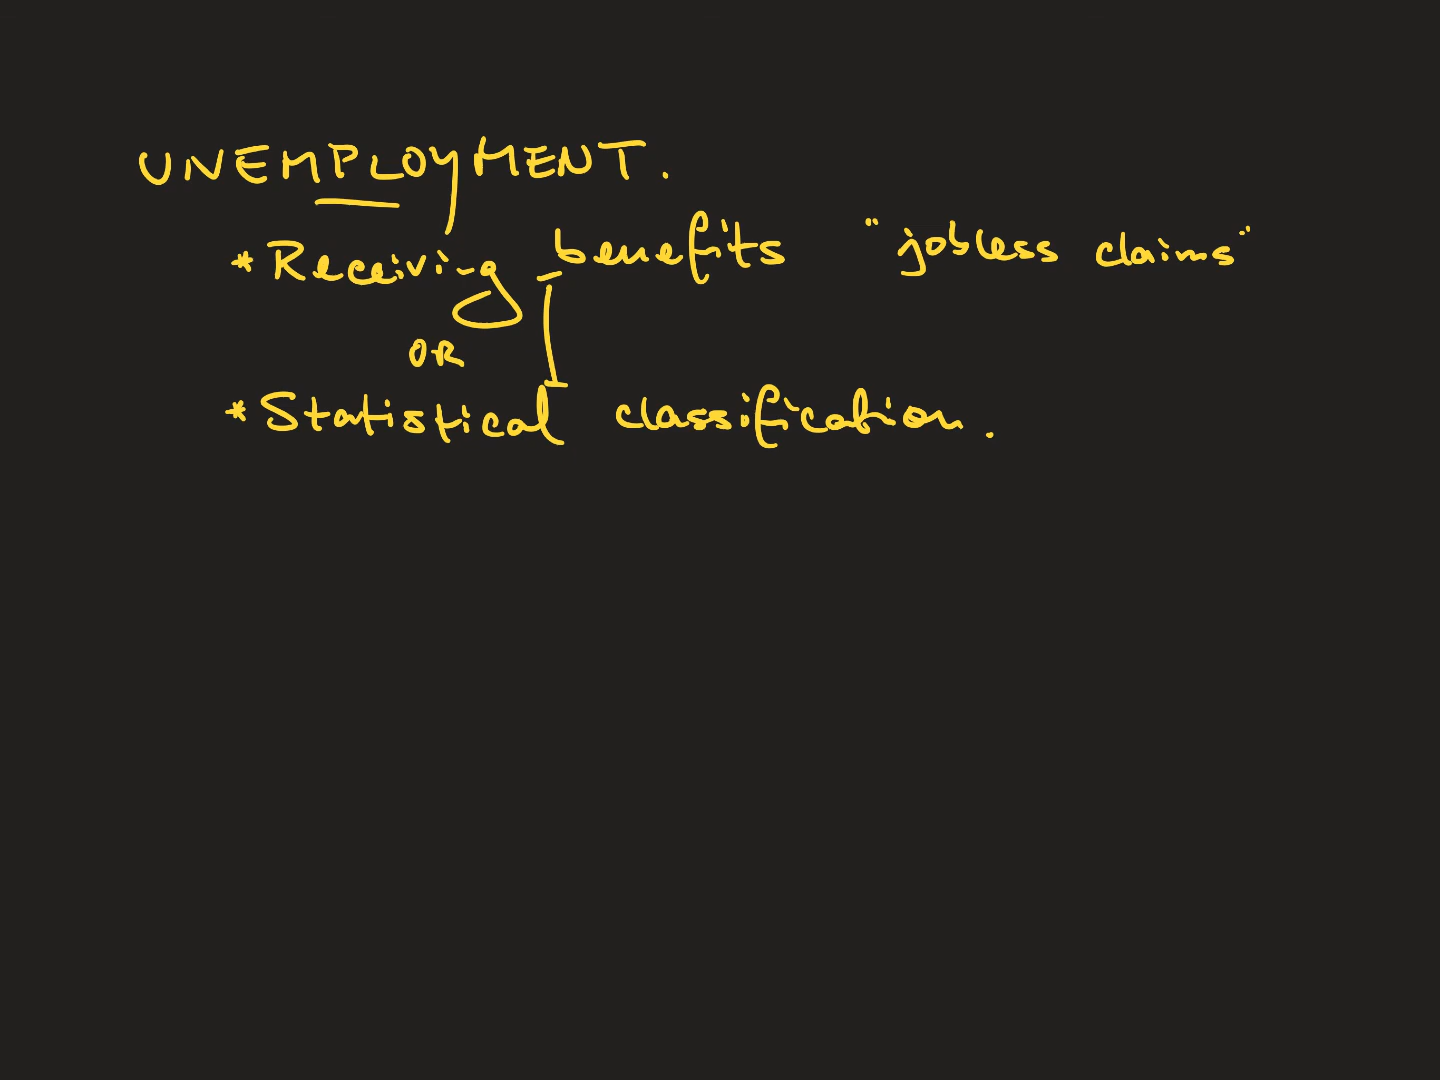 UNEMPLOYMENT.
* Receiving benefits "jobless claims"
OR
* Statistical classification.